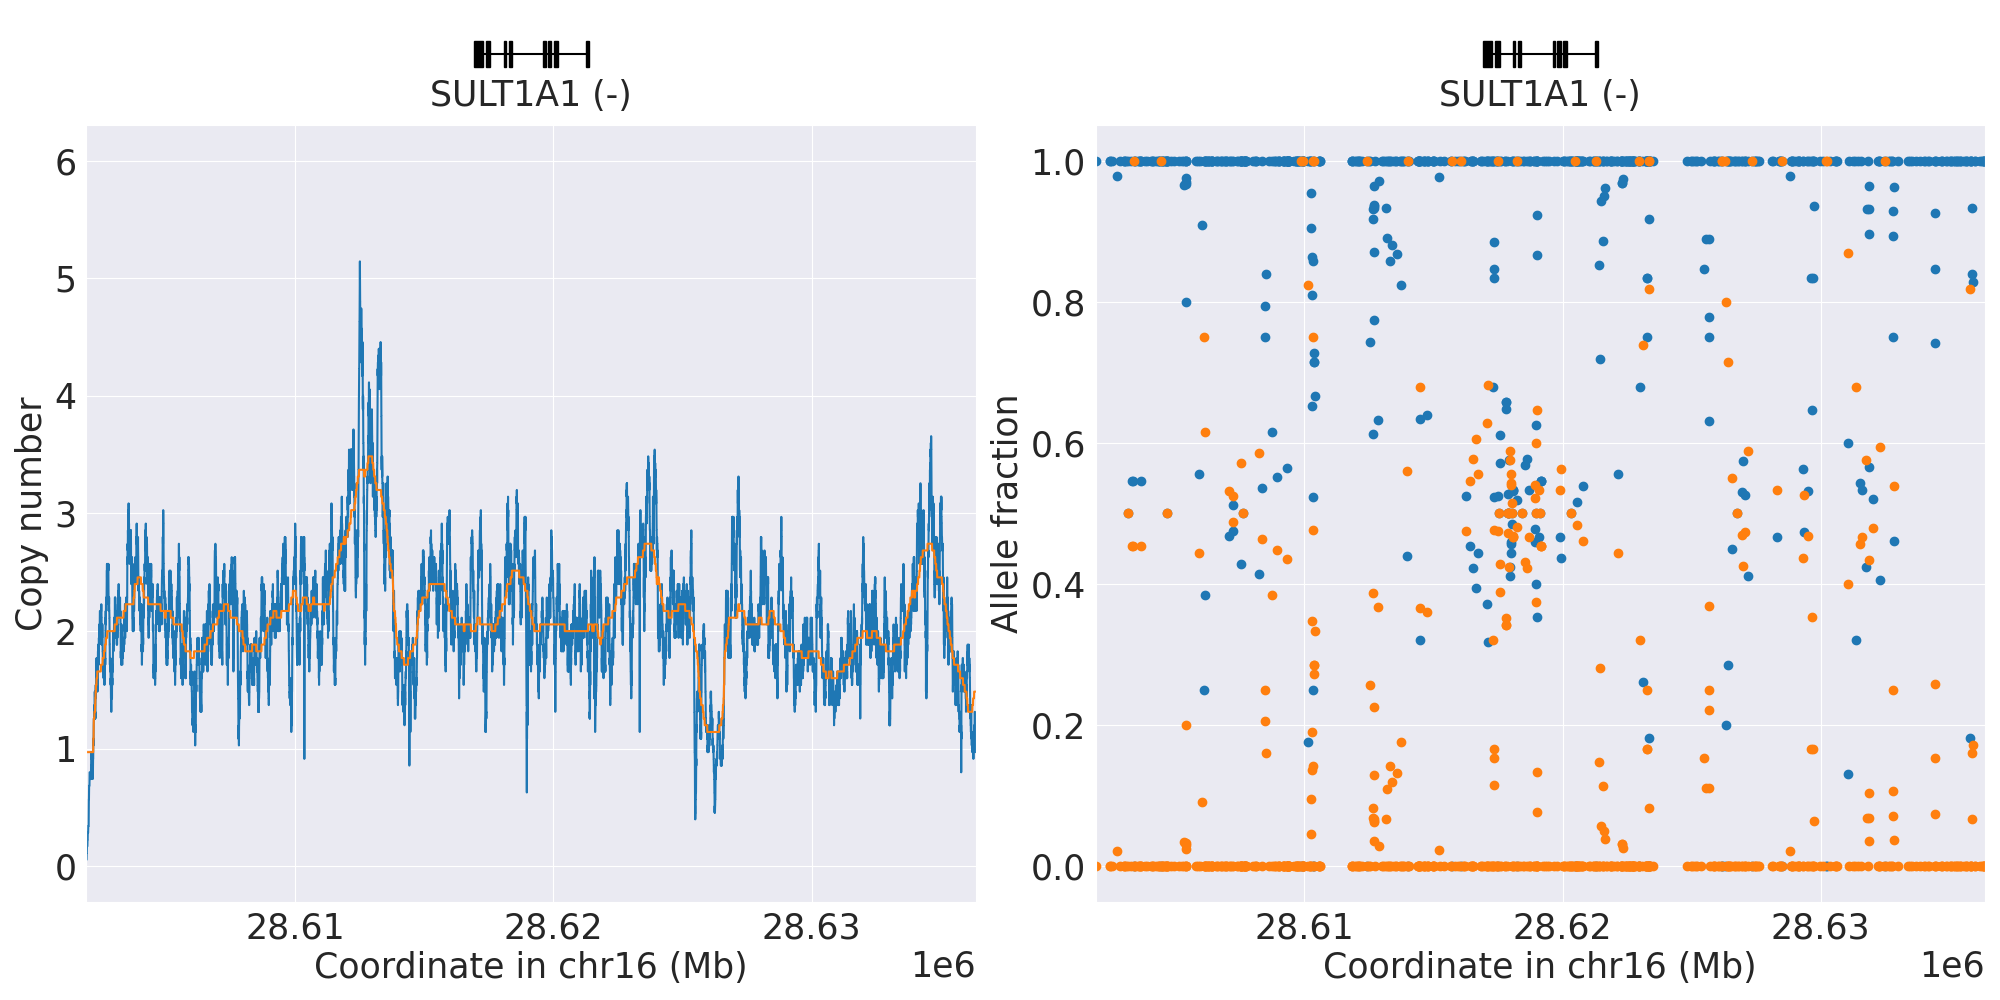 SULT1A1 (-)
SULT1A1 (-)
Copy number
6
5
4
3
2
1
0
28.61
28.62
28.63
Coordinate in chr16 (Mb)
1e6
Allele fraction
1.0
0.8
0.6
0.4
0.2
0.0
28.61
28.62
28.63
Coordinate in chr16 (Mb)
1e6